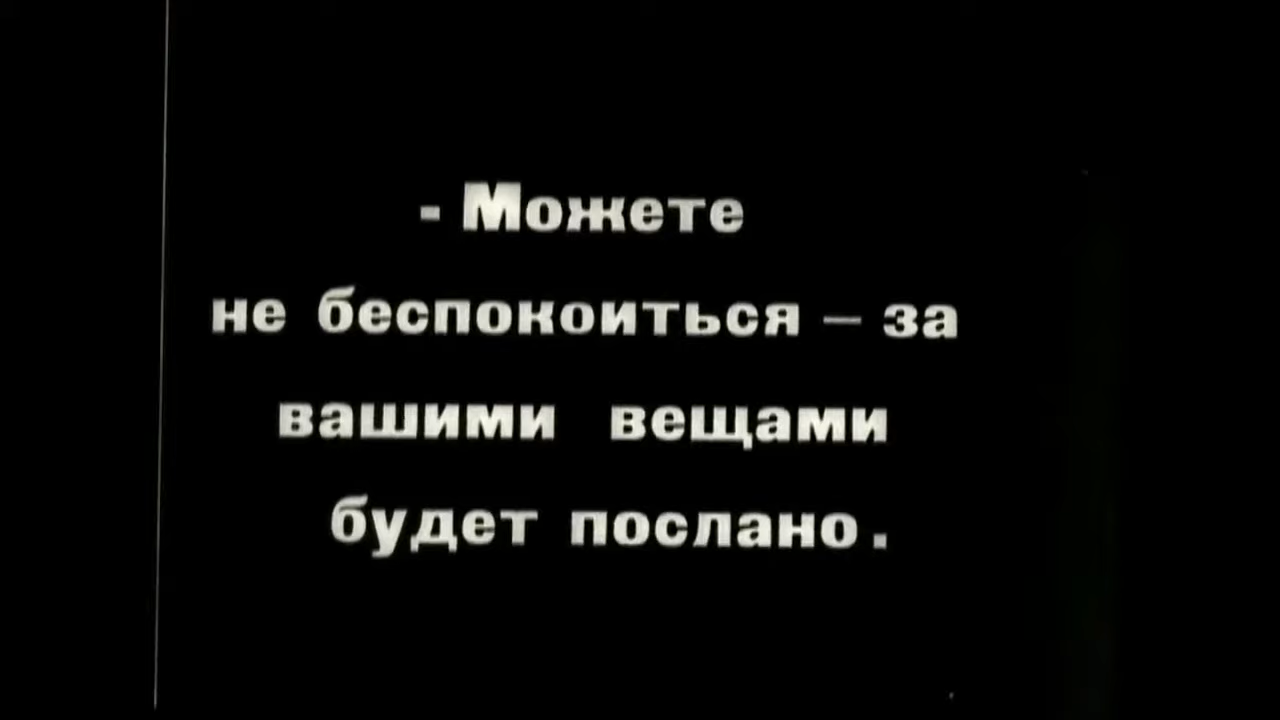 - Можете
не беспокоиться – за
вашими вещами
будет послано.